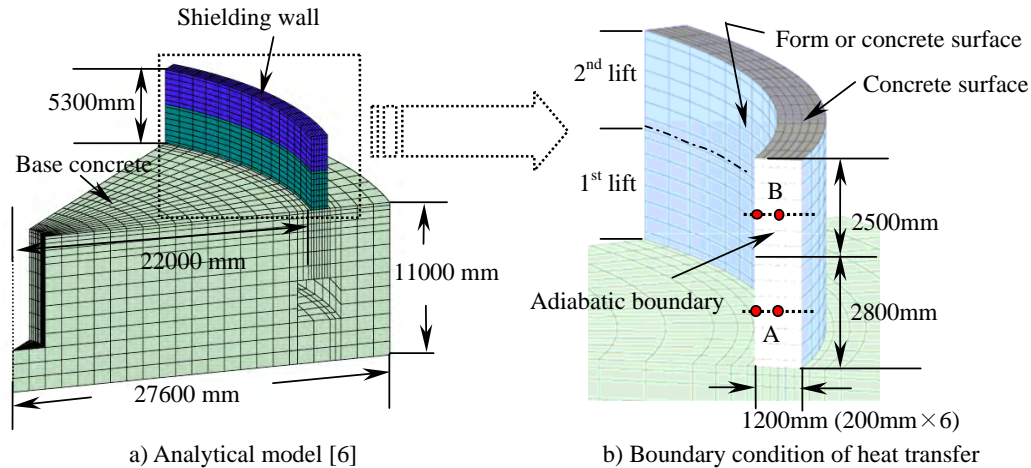 Shielding wall
5300mm
Base concrete
22000 mm
11000 mm
27600 mm
a) Analytical model [6]
Form or concrete surface
2nd lift
Concrete surface
1st lift
B
2500mm
Adiabatic boundary
A
2800mm
1200mm (200mm×6)
b) Boundary condition of heat transfer